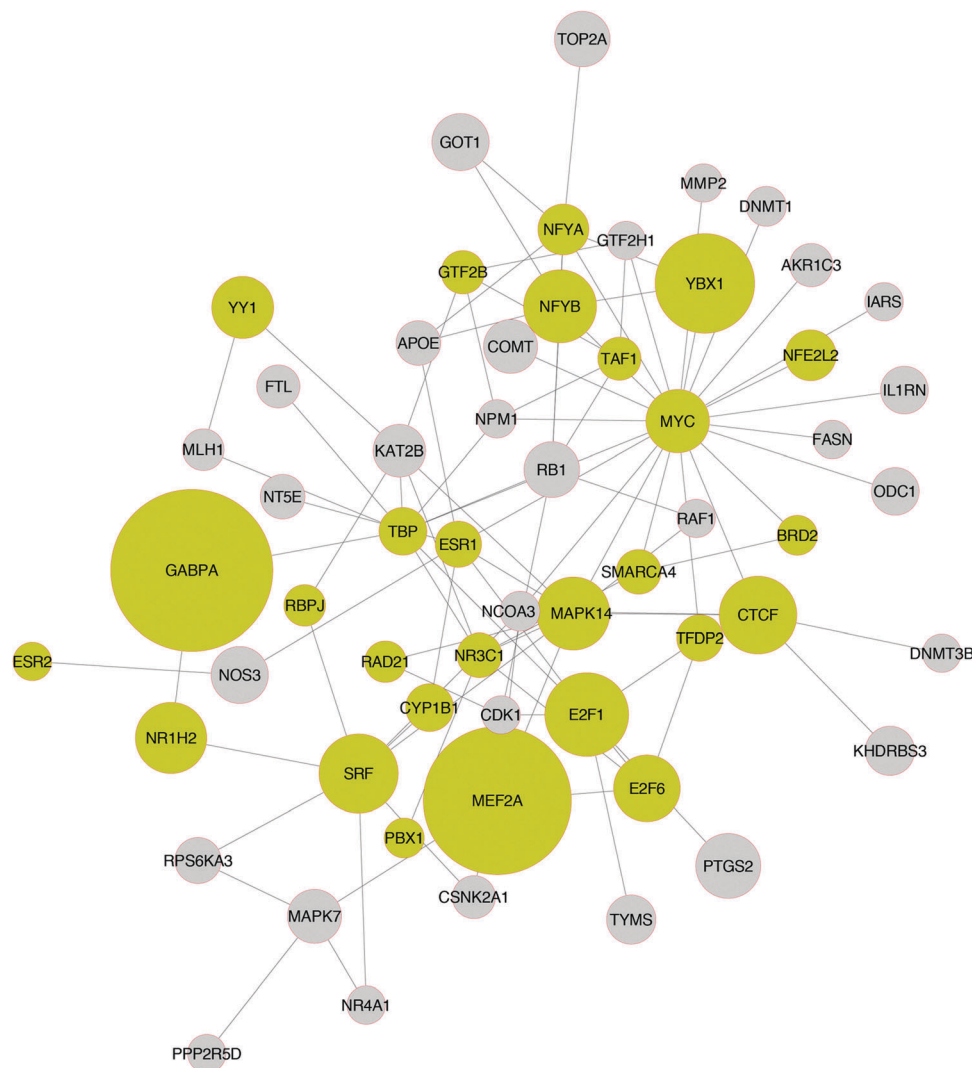 TOP2A
GOT1
MMP2
DNMT1
NFYA
GTF2H1
AKR1C3
GTF2B
YBX1
IARS
YY1
NFYB
APOE
COMT
TAF1
NFE2L2
FTL
IL1RN
NPM1
MYC
FASN
MLH1
KAT2B
RB1
NT5E
ODC1
RAF1
TBP
ESR1
BRD2
GABPA
SMARCA4
RBPJ
NCOA3
MAPK14
CTCF
TFDP2
DNMT3B
ESR2
NOS3
RAD21
NR3C1
CYP1B1
CDK1
E2F1
NR1H2
KHDRBS3
SRF
MEF2A
E2F6
PBX1
RPS6KA3
PTGS2
CSNK2A1
MAPK7
TYMS
NR4A1
PPP2R5D